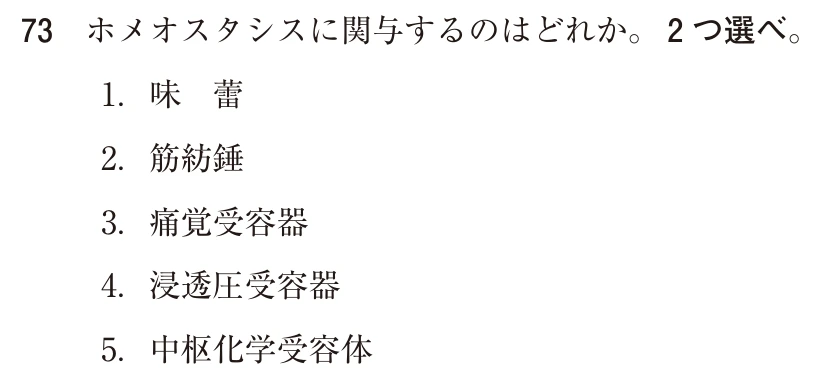 73 ホメオスタシスに関与するのはどれか。2つ選べ。
1. 味 蕾
2. 筋紡錘
3. 痛覚受容器
4. 浸透圧受容器
5. 中枢化学受容体